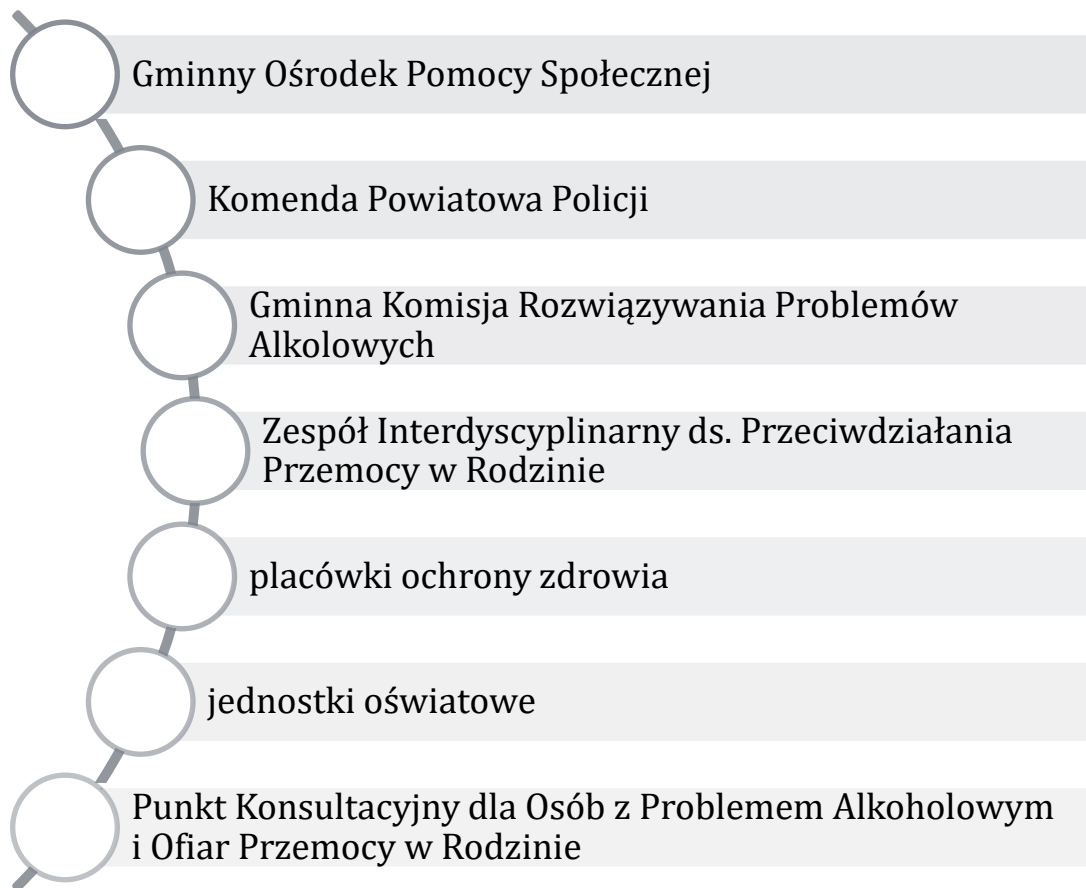 Gminny Ośrodek Pomocy Społecznej
Komenda Powiatowa Policji
Gminna Komisja Rozwiązywania Problemów
Alkolowych
Zespół Interdyscyplinarny ds. Przeciwdziałania
Przemocy w Rodzinie
placówki ochrony zdrowia
jednostki oświatowe
Punkt Konsultacyjny dla Osób z Problemem Alkoholowym
i Ofiar Przemocy w Rodzinie